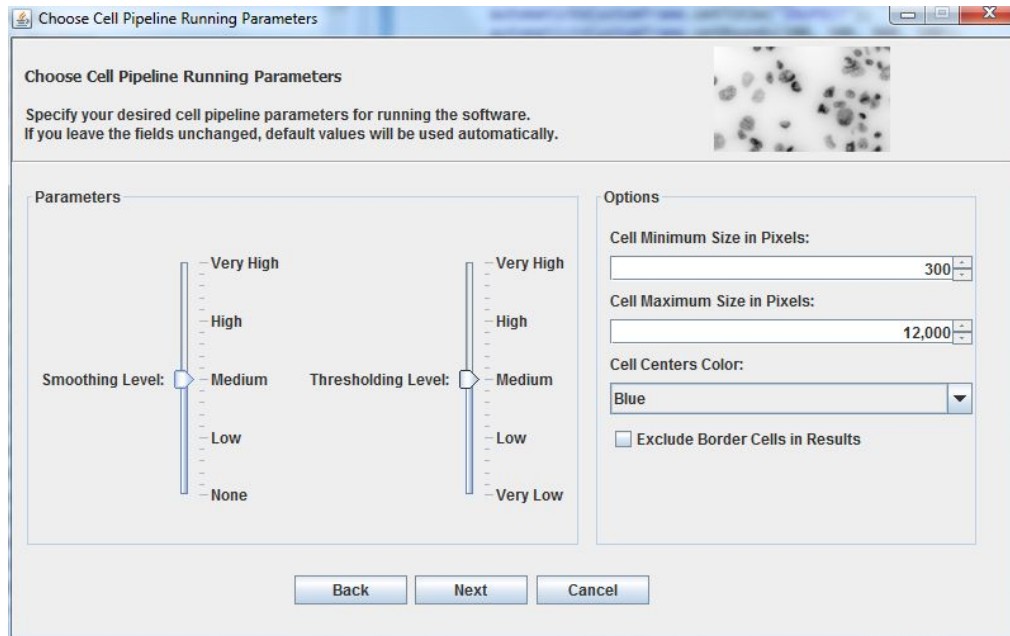 Choose Cell Pipeline Running Parameters
Choose Cell Pipeline Running Parameters
Specify your desired cell pipeline parameters for running the software.
If you leave the fields unchanged, default values will be used automatically.
Parameters
Smoothing Level:
Very High
High
Medium
Low
None
Thresholding Level:
Very High
High
Medium
Low
Very Low
Options
Cell Minimum Size in Pixels:
300
Cell Maximum Size in Pixels:
12,000
Cell Centers Color:
Blue
Exclude Border Cells in Results
Back
Next
Cancel